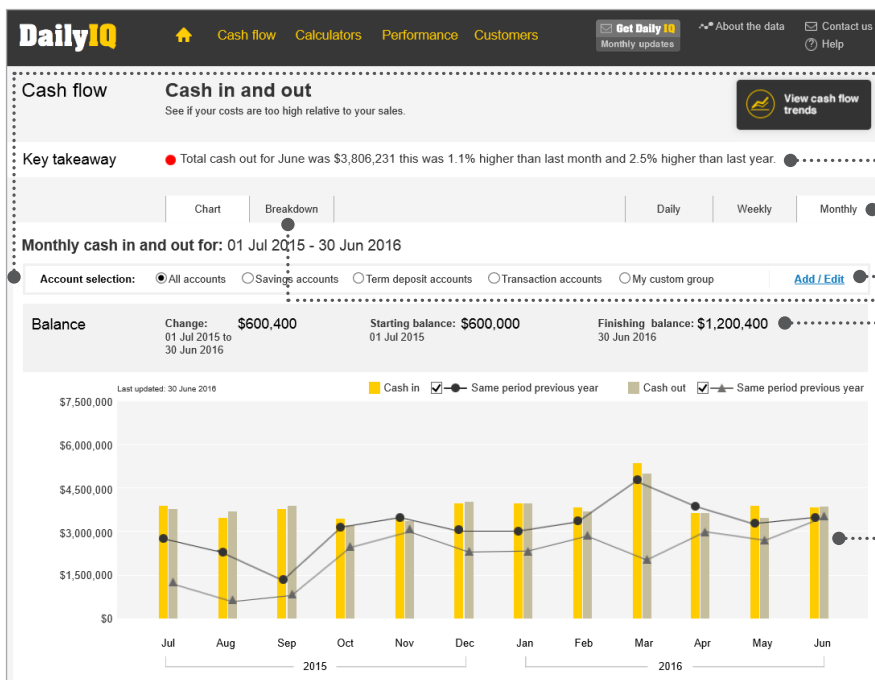 DailyIQ
Cash flow
Calculators
Performance
Customers
Get Daily IQ
Monthly updates
About the data
Contact us
Help
Cash flow
Cash in and out
See if your costs are too high relative to your sales.
View cash flow
trends
Key takeaway
Total cash out for June was $3,806,231 this was 1.1% higher than last month and 2.5% higher than last year.
Chart
Breakdown
Daily
Weekly
Monthly
Monthly cash in and out for: 01 Jul 2015 - 30 Jun 2016
Account selection:
All accounts
Savings accounts
Term deposit accounts
Transaction accounts
My custom group
Add / Edit
Balance
Change: $600,400
01 Jul 2015 to
30 Jun 2016
Starting balance: $600,000
01 Jul 2015
Finishing balance: $1,200,400
30 Jun 2016
Last updated: 30 June 2016
Cash in
Same period previous year
Cash out
Same period previous year
$7,500,000
$6,000,000
$4,500,000
$3,000,000
$1,500,000
$0
Jul
Aug
Sep
Oct
Nov
Dec
Jan
Feb
Mar
Apr
May
Jun
2015
2016